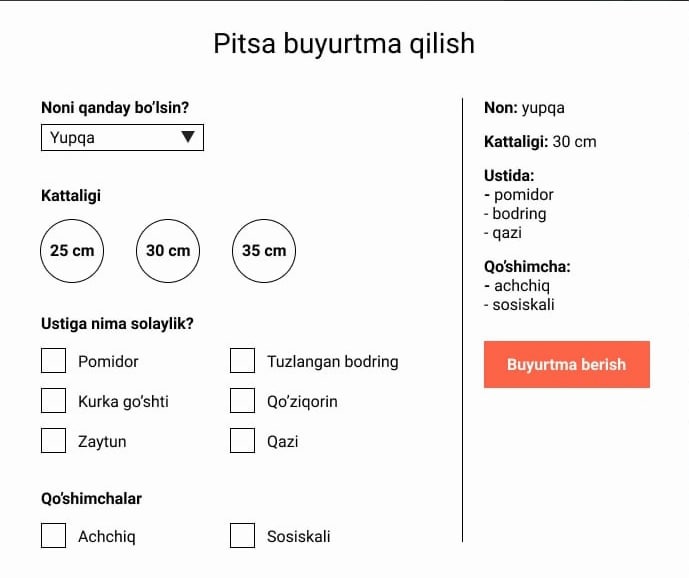 Pitsa buyurtma qilish
Noni qanday bo'lsin?
Yupqa
Kattaligi
25 cm 30 cm 35 cm
Ustiga nima solaylik?
Pomidor Tuzlangan bodring
Kurka go'shti Qo'ziqorin
Zaytun Qazi
Qo'shimchalar
Achchiq Sosiskali
Non: yupqa
Kattaligi: 30 cm
Ustida:
- pomidor
- bodring
- qazi
Qo'shimcha:
- achchiq
- sosiskali
Buyurtma berish